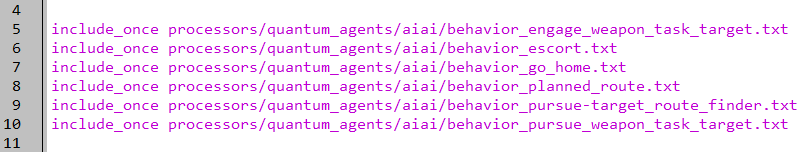 4
5 include_once processors/quantum_agents/aiai/behavior_engage_weapon_task_target.txt
6 include_once processors/quantum_agents/aiai/behavior_escort.txt
7 include_once processors/quantum_agents/aiai/behavior_go_home.txt
8 include_once processors/quantum_agents/aiai/behavior_planned_route.txt
9 include_once processors/quantum_agents/aiai/behavior_pursue-target_route_finder.txt
10 include_once processors/quantum_agents/aiai/behavior_pursue_weapon_task_target.txt
11